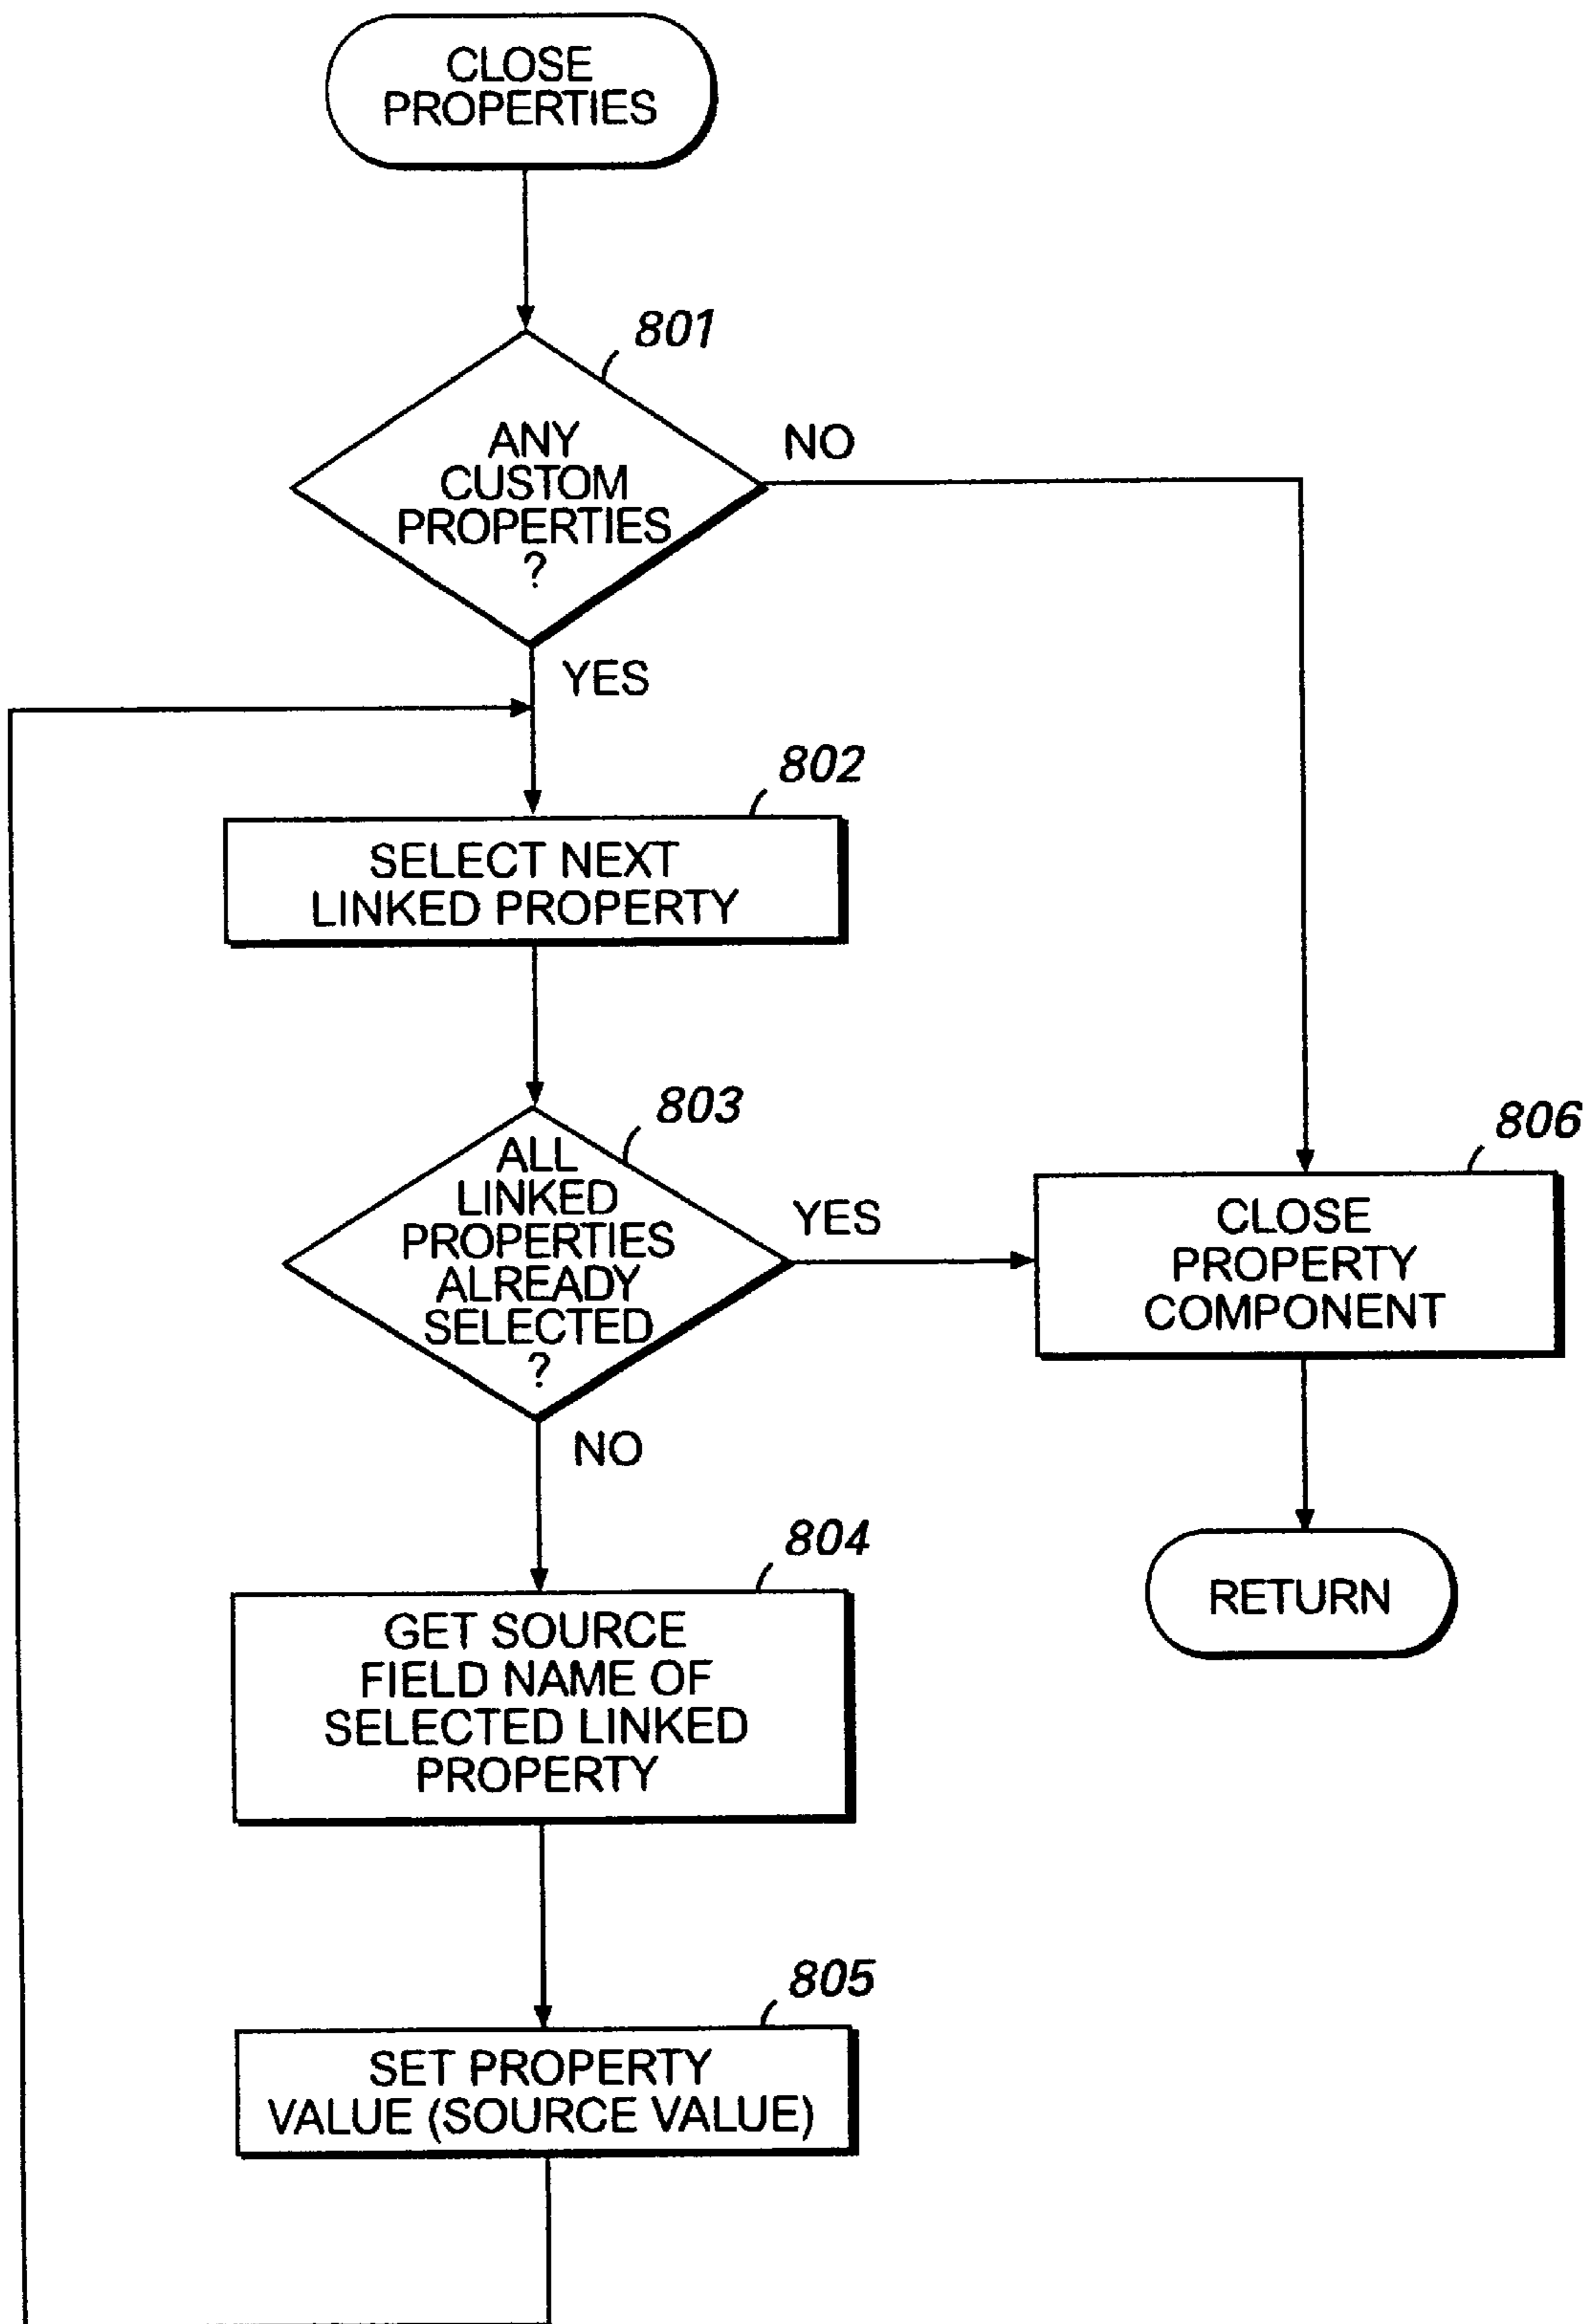 CLOSE
PROPERTIES
801
ANY
CUSTOM
PROPERTIES
?
NO
YES
802
SELECT NEXT
LINKED PROPERTY
803
ALL
LINKED
PROPERTIES
ALREADY
SELECTED
?
YES
NO
806
CLOSE
PROPERTY
COMPONENT
RETURN
804
GET SOURCE
FIELD NAME OF
SELECTED LINKED
PROPERTY
805
SET PROPERTY
VALUE (SOURCE VALUE)